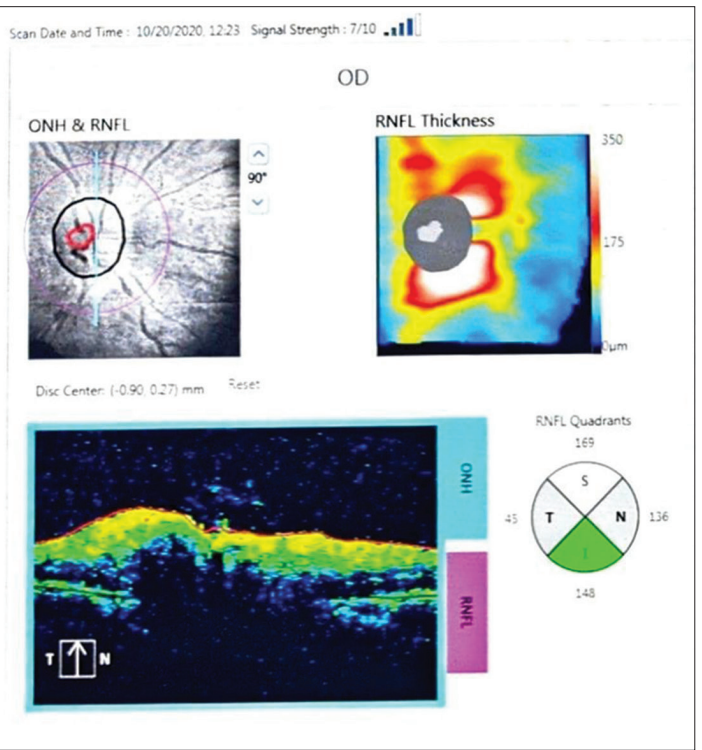 Scan Date and Time : 10/20/2020, 12:23 Signal Strength : 7/10
OD
ONH & RNFL
90°
RNFL Thickness
350
175
0µm
Disc Center: (-0.90, 0.27) mm Reset
ONH
RNFL
T N
RNFL Quadrants
169
S
45 T N 136
I
148